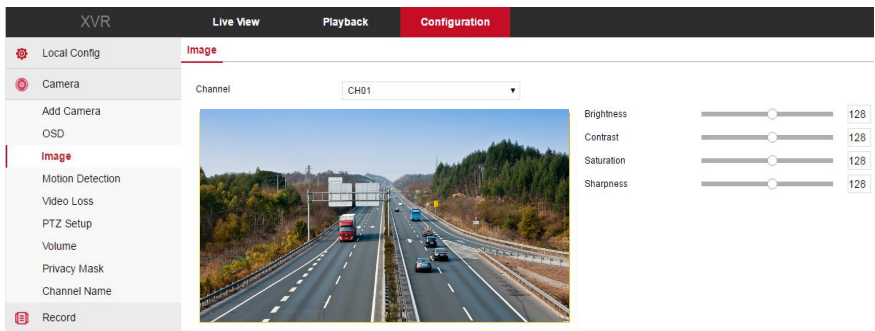 XVR
Live View
Playback
Configuration
Local Config
Camera
Add Camera
OSD
Image
Motion Detection
Video Loss
PTZ Setup
Volume
Privacy Mask
Channel Name
Record
Image
Channel
CH01
Brightness
128
Contrast
128
Saturation
128
Sharpness
128